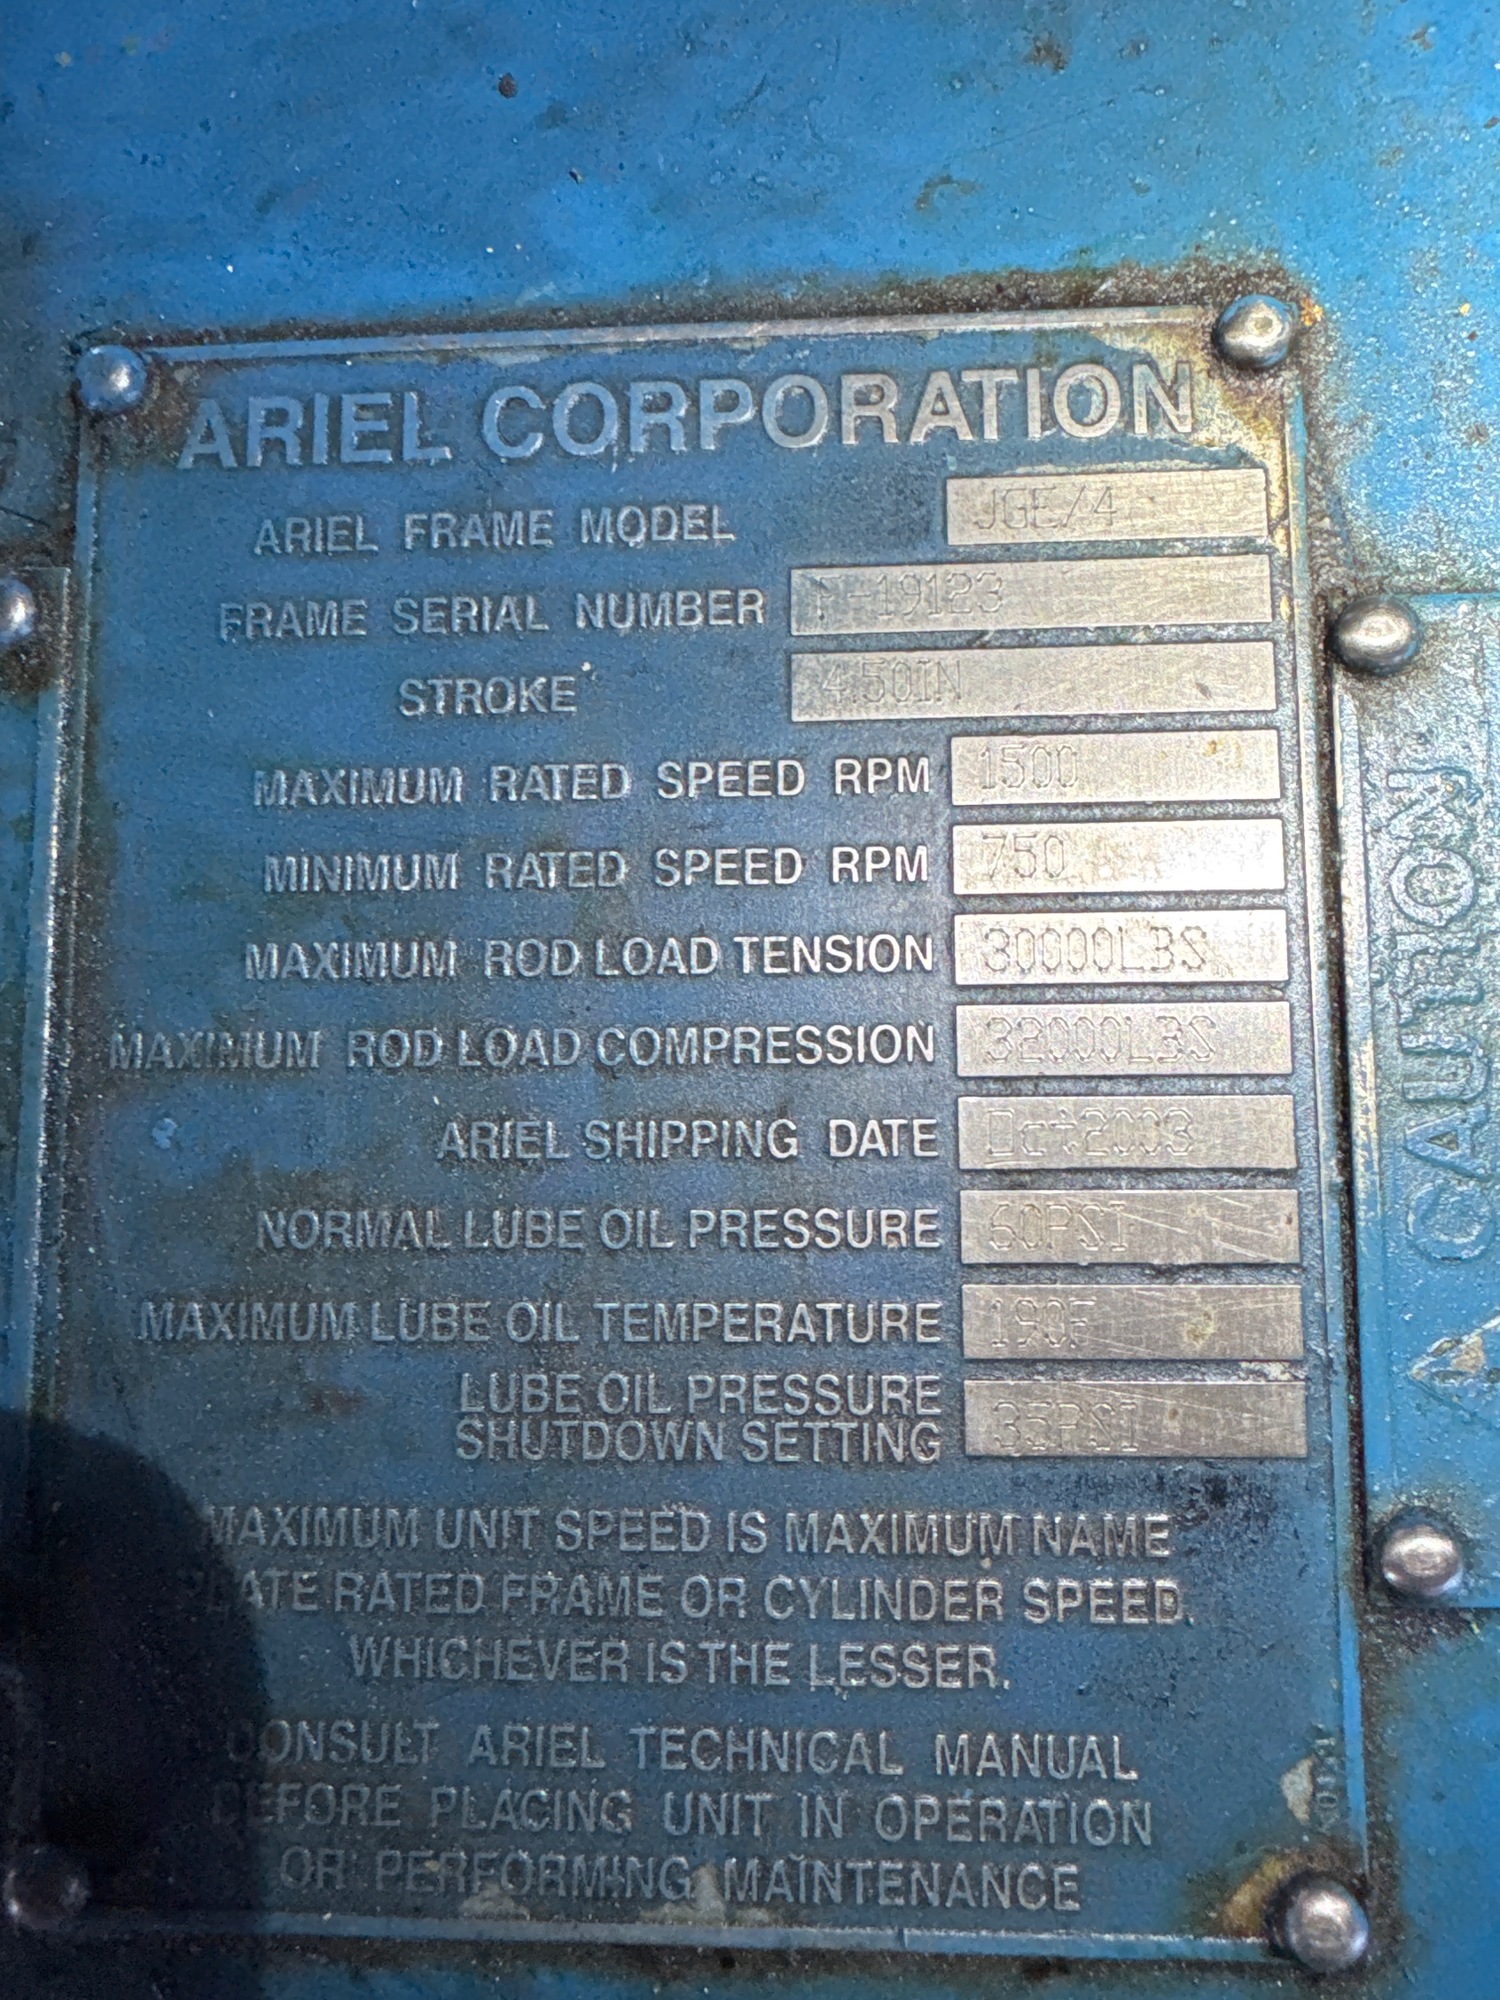 ARIEL CORPORATION
ARIEL FRAME MODEL JGE/4
FRAME SERIAL NUMBER F-19123
STROKE 4.50IN
MAXIMUM RATED SPEED RPM 1500
MINIMUM RATED SPEED RPM 750
MAXIMUM ROD LOAD TENSION 30000LBS
MAXIMUM ROD LOAD COMPRESSION 32000LBS
ARIEL SHIPPING DATE Oct2003
NORMAL LUBE OIL PRESSURE 60PSI
MAXIMUM LUBE OIL TEMPERATURE 190F
LUBE OIL PRESSURE
SHUTDOWN SETTING 35PSI
MAXIMUM UNIT SPEED IS MAXIMUM NAME
PLATE RATED FRAME OR CYLINDER SPEED,
WHICHEVER IS THE LESSER.
CONSULT ARIEL TECHNICAL MANUAL
BEFORE PLACING UNIT IN OPERATION
OR PERFORMING MAINTENANCE
CAUTION